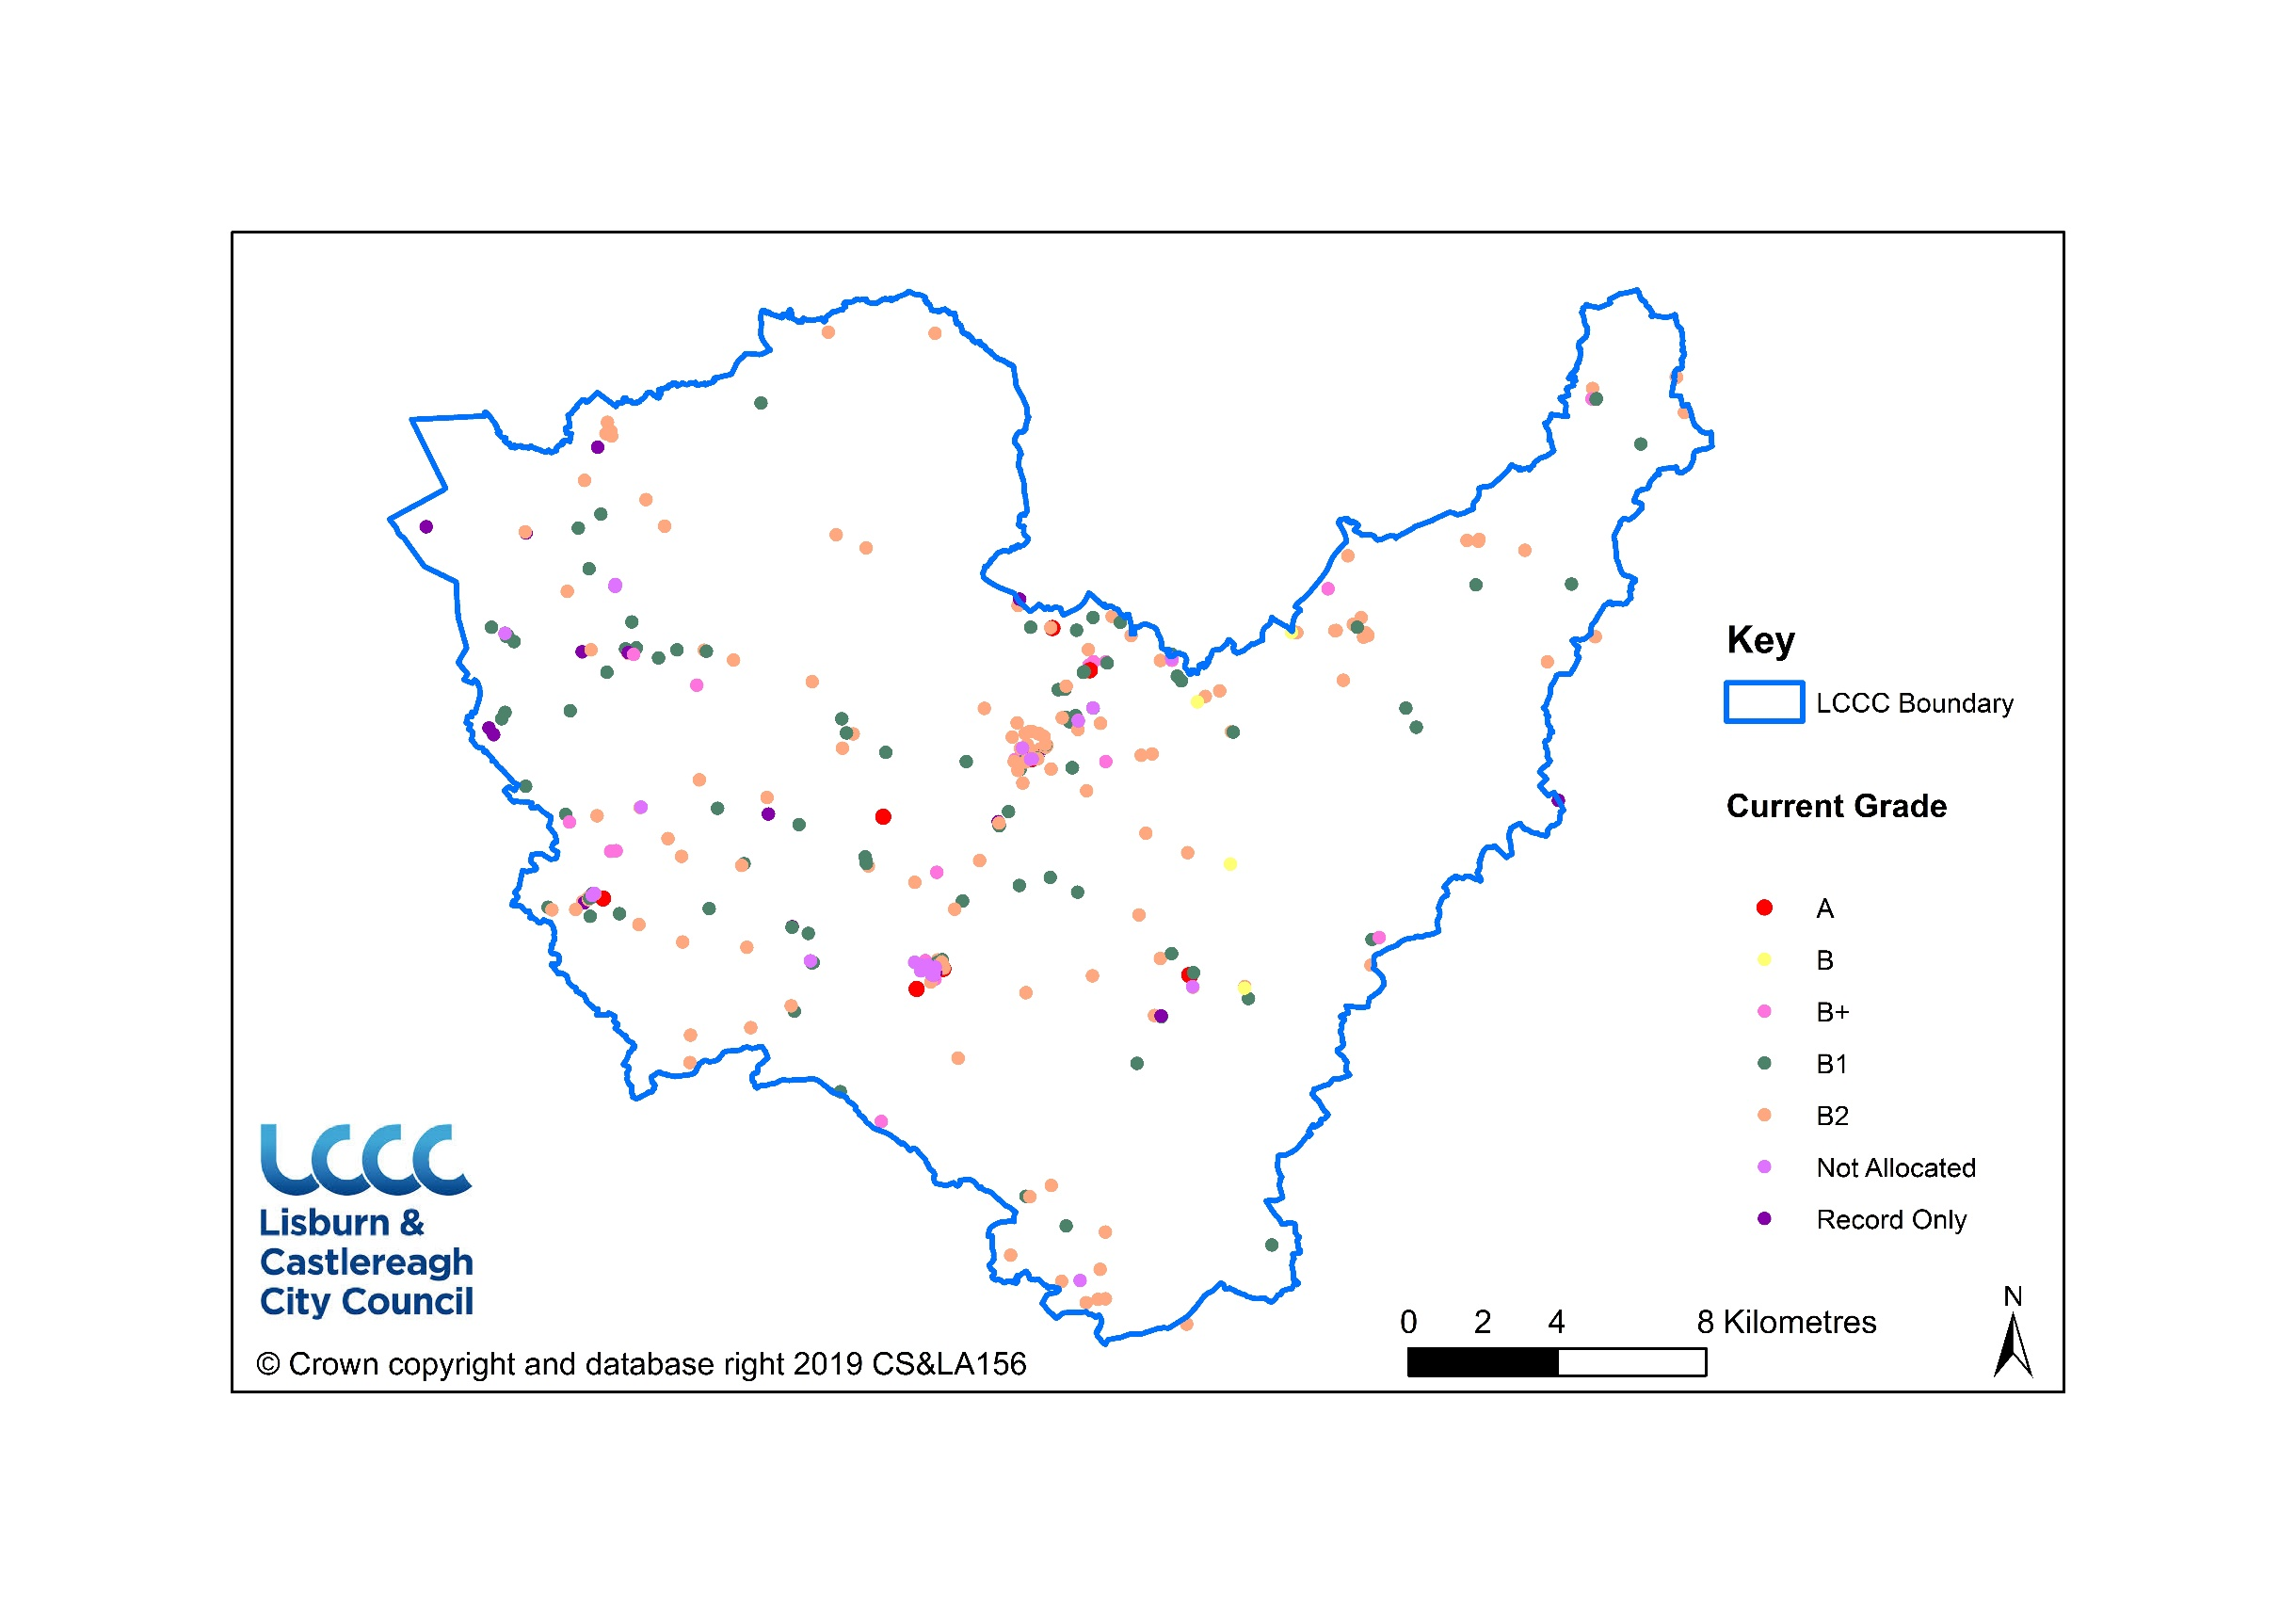 Key
LCCC Boundary
Current Grade
A
B
B+
B1
B2
Not Allocated
Record Only
LCCC
Lisburn &
Castlereagh
City Council
© Crown copyright and database right 2019 CS&LA156
0 2 4 8 Kilometres
N